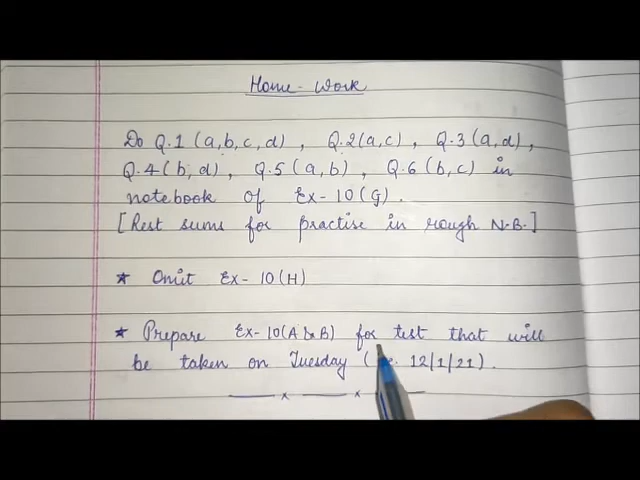 Home - Work
Do Q.1 (a,b,c,d) , Q.2(a,c) , Q.3(a,d) ,
Q.4(b,d) , Q.5(a,b) , Q.6(b,c) in
notebook of Ex-10(G).
[Rest sums for practise in rough N.B.]
* Omit Ex-10(H)
* Prepare Ex-10(A & B) for test that will
be taken on Tuesday ( 12/1/21).